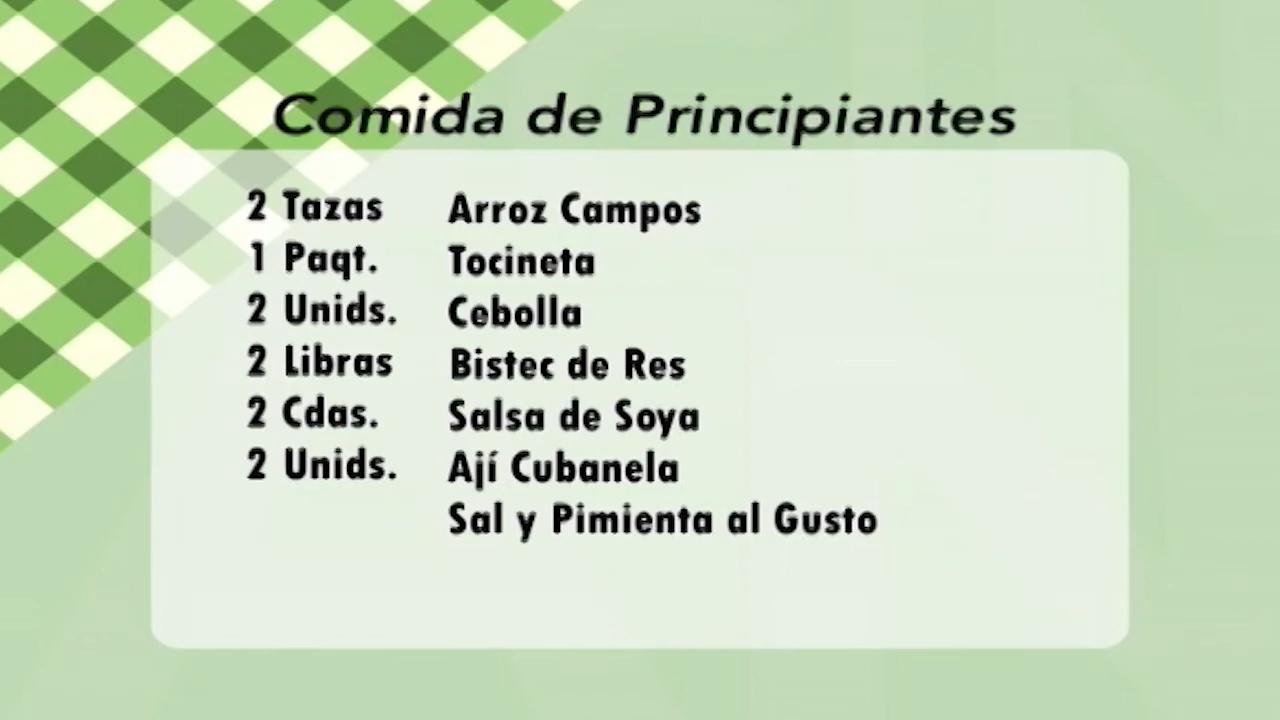 Comida de Principiantes
2 Tazas Arroz Campos
1 Paqt. Tocineta
2 Unids. Cebolla
2 Libras Bistec de Res
2 Cdas. Salsa de Soya
2 Unids. Ají Cubanela
Sal y Pimienta al Gusto